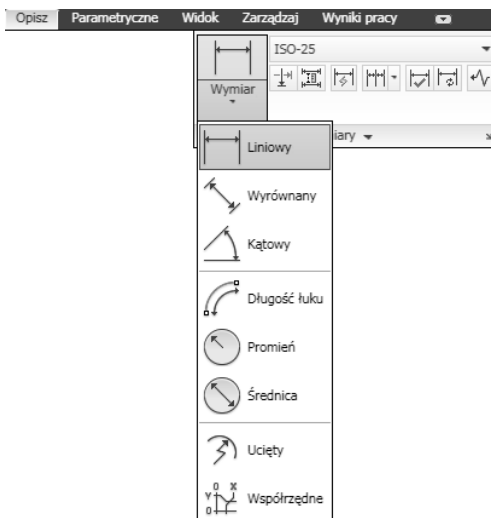 Opisz Parametryczne Widok Zarządzaj Wyniki pracy
ISO-25
Wymiar
iary
Liniowy
Wyrównany
Kątowy
Długość łuku
Promień
Średnica
Ucięty
Współrzędne